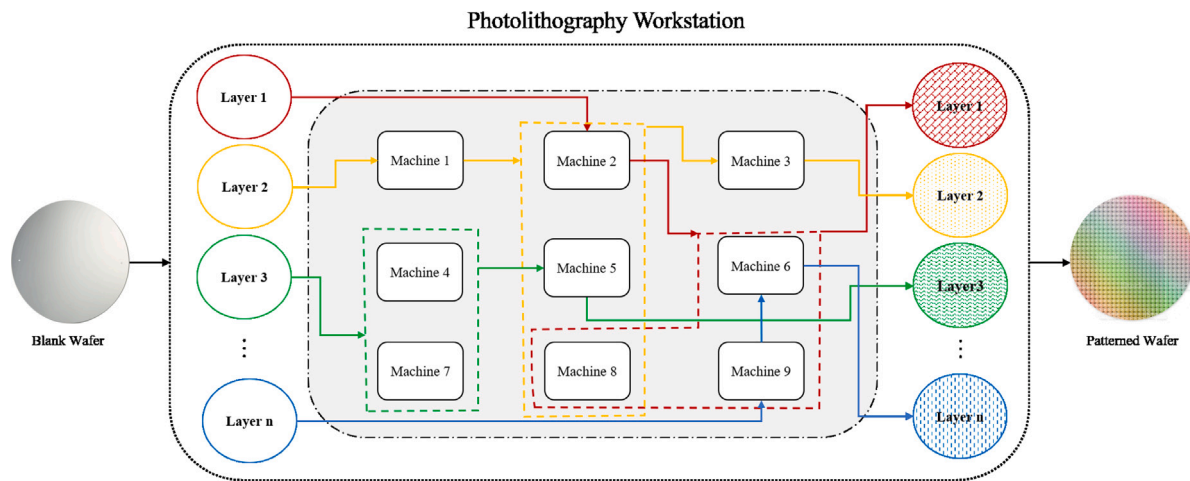 Photolithography Workstation
Layer 1
Layer 1
Machine 1
Machine 2
Machine 3
Layer 2
Layer 2
Machine 4
Machine 5
Machine 6
Layer 3
Layer3
Blank Wafer
Patterned Wafer
⋮
⋮
Machine 7
Machine 8
Machine 9
Layer n
Layer n